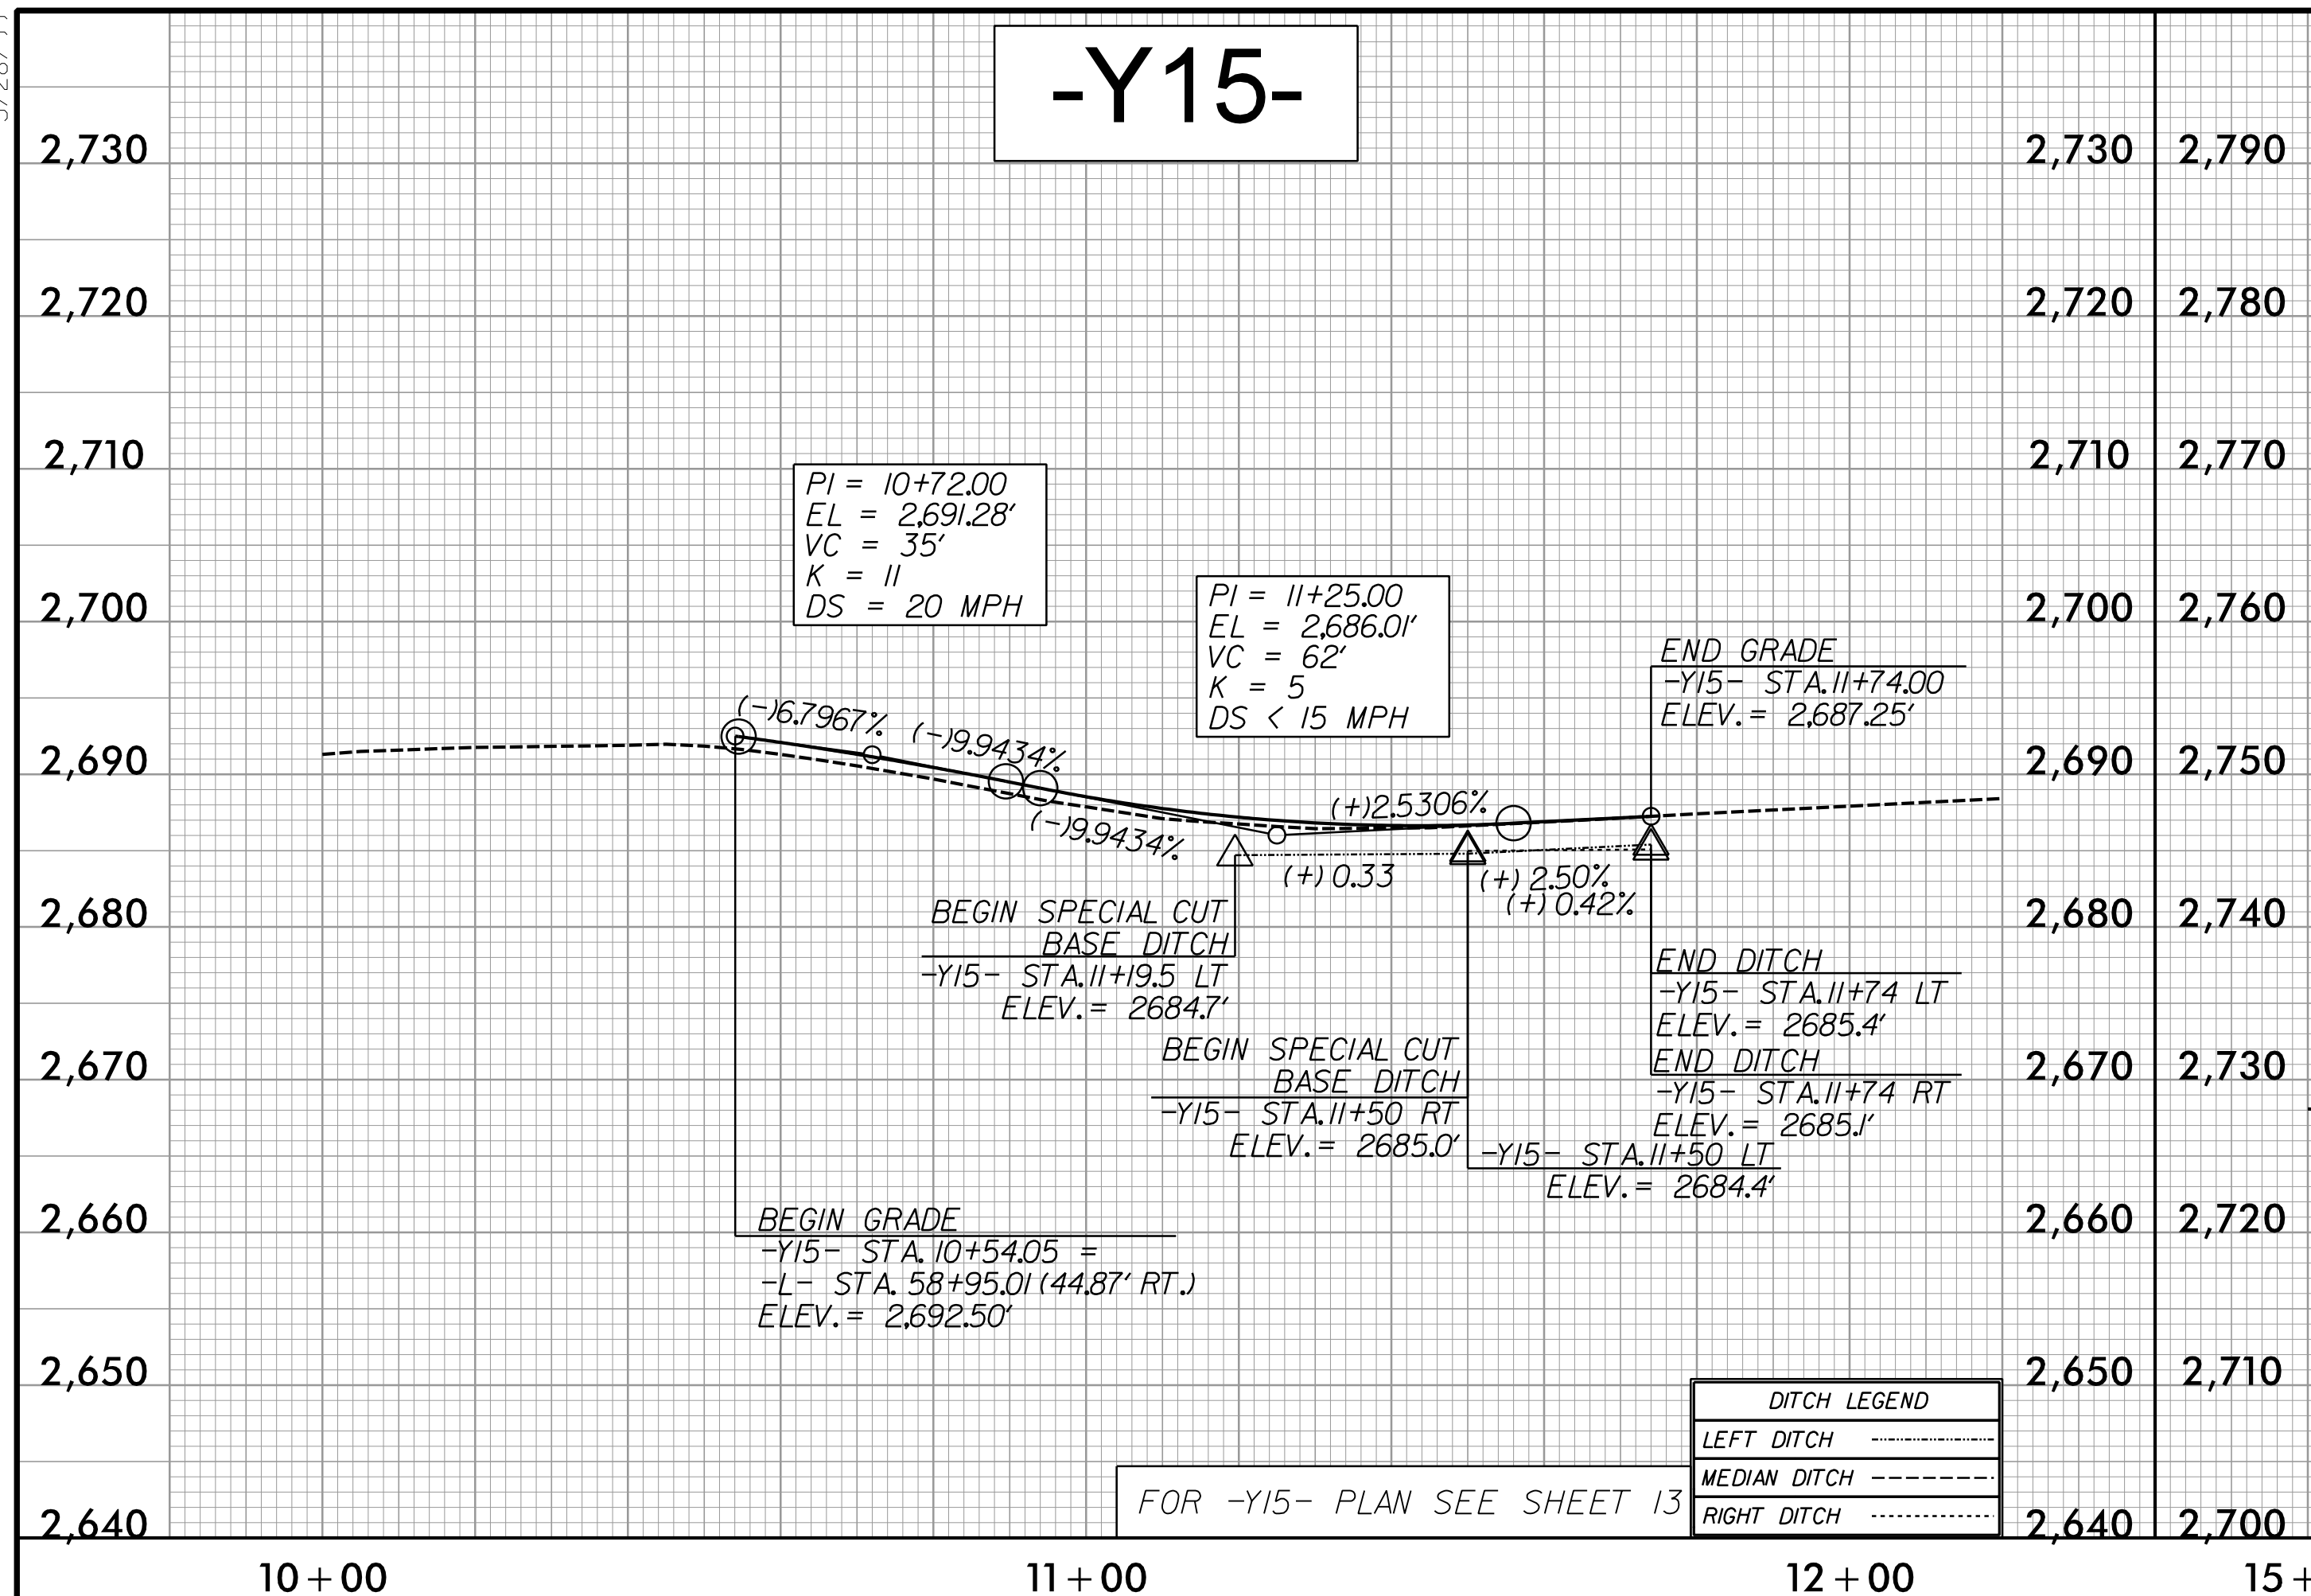 -Y15-
2,730
2,730
2,790
2,720
2,720
2,780
2,710
2,710
2,770
PI = 10+72.00
EL = 2,691.28'
VC = 35'
K = 11
DS = 20 MPH
2,700
2,700
2,760
PI = 11+25.00
EL = 2,686.01'
VC = 62'
K = 5
DS < 15 MPH
END GRADE
-Y15- STA. 11+74.00
ELEV. = 2,687.25'
(-)6.7967%
(-)9.9434%
2,690
2,690
2,750
(+)2.5306%
(-)9.9434%
(+) 0.33
(+) 2.50%
(+) 0.42%
2,680
2,680
2,740
BEGIN SPECIAL CUT
BASE DITCH
-Y15- STA. 11+19.5 LT
ELEV. = 2684.7'
END DITCH
-Y15- STA. 11+74 LT
ELEV. = 2685.4'
2,670
2,670
2,730
BEGIN SPECIAL CUT
BASE DITCH
-Y15- STA. 11+50 RT
ELEV. = 2685.0'
END DITCH
-Y15- STA. 11+74 RT
ELEV. = 2685.1'
-Y15- STA. 11+50 LT
ELEV. = 2684.4'
2,660
2,660
2,720
BEGIN GRADE
-Y15- STA. 10+54.05 =
-L- STA. 58+95.01 (44.87' RT.)
ELEV. = 2,692.50'
2,650
2,650
2,710
DITCH LEGEND
LEFT DITCH
MEDIAN DITCH
RIGHT DITCH
FOR -Y15- PLAN SEE SHEET 13
2,640
2,640
2,700
10+00
11+00
12+00
15+